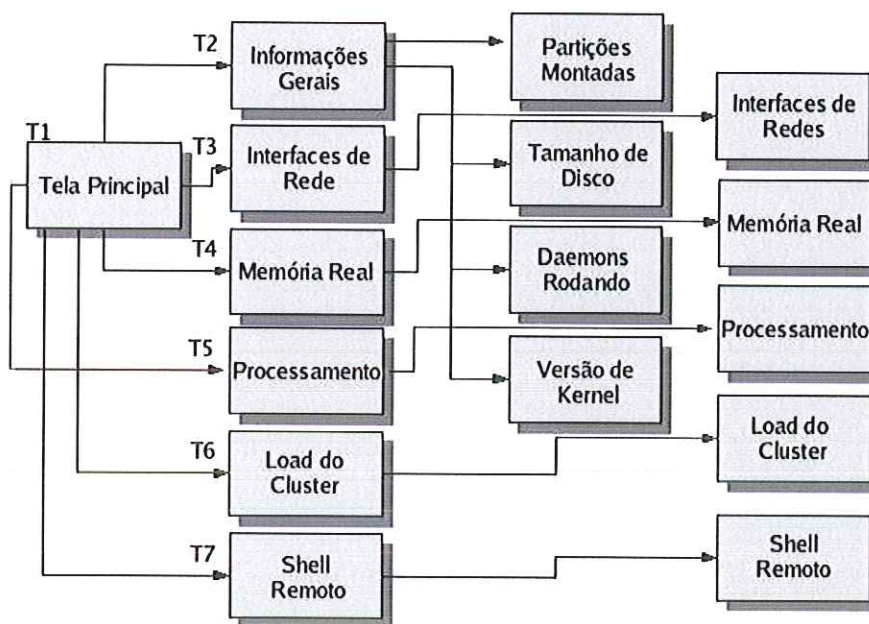 T1
Tela Principal
T2
Informações
Gerais
T3
Interfaces de
Rede
T4
Memória Real
T5
Processamento
T6
Load do
Cluster
T7
Shell
Remoto
Partições
Montadas
Tamanho de
Disco
Daemons
Rodando
Versão de
Kernel
Interfaces de
Redes
Memória Real
Processamento
Load do
Cluster
Shell
Remoto